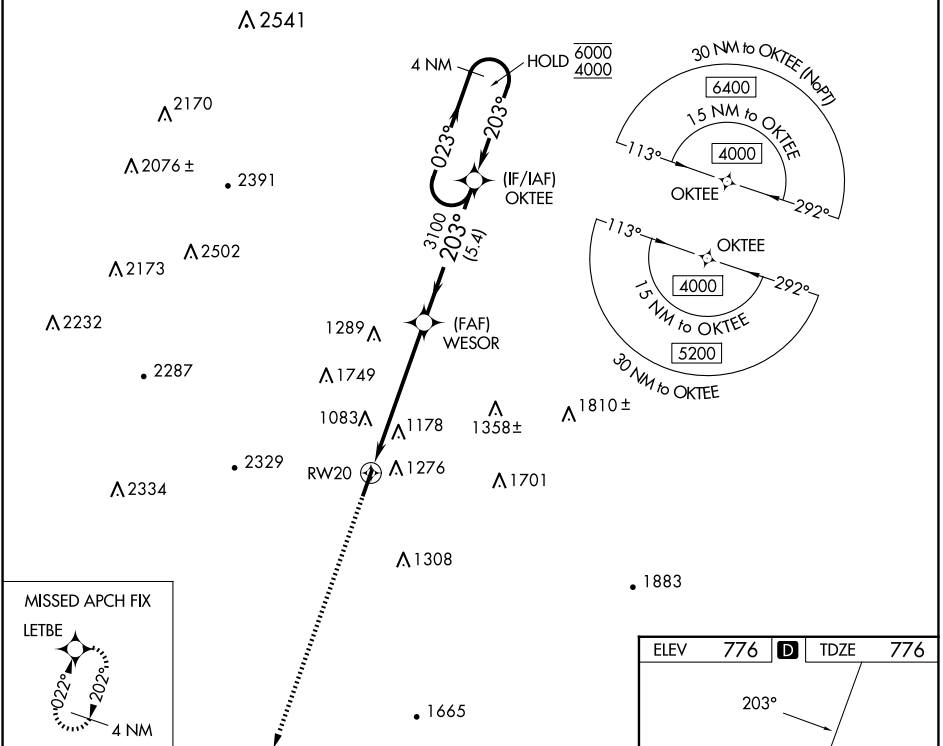 2541
4 NM
HOLD 6000
4000
023°
203°
(IF/IAF)
OKTEE
3100
203°
(5.4)
(FAF)
WESOR
RW20
2170
2076 ±
2391
2502
2173
2232
2287
1289
1749
1083
1178
1358±
1810 ±
2329
1276
1701
2334
1308
1883
1665
30 NM to OKTEE (NoPT)
6400
15 NM to OKTEE
4000
113°
OKTEE
292°
113°
OKTEE
292°
4000
15 NM to OKTEE
5200
30 NM to OKTEE
MISSED APCH FIX
LETBE
022°
202°
4 NM
ELEV 776 D TDZE 776
203°